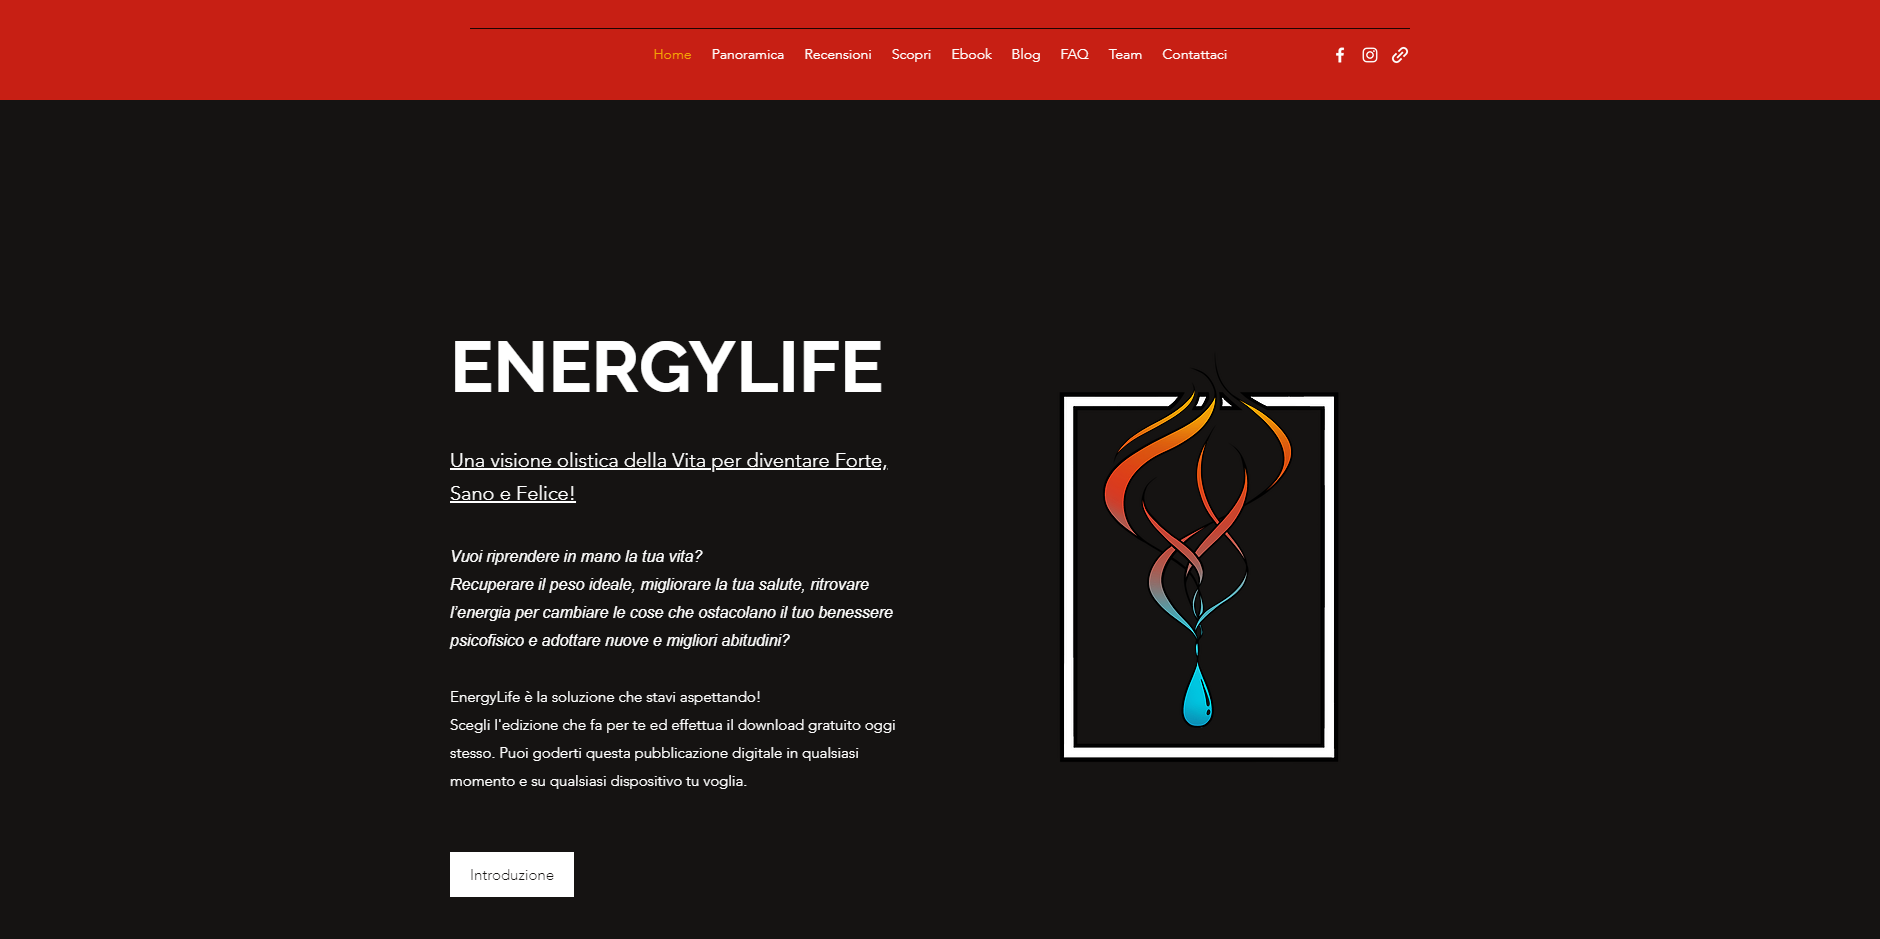 Home Panoramica Recensioni Scopri Ebook Blog FAQ Team Contattaci
ENERGYLIFE
Una visione olistica della Vita per diventare Forte,
Sano e Felice!
Vuoi riprendere in mano la tua vita?
Recuperare il peso ideale, migliorare la tua salute, ritrovare
l’energia per cambiare le cose che ostacolano il tuo benessere
psicofisico e adottare nuove e migliori abitudini?
EnergyLife è la soluzione che stavi aspettando!
Scegli l'edizione che fa per te ed effettua il download gratuito oggi
stesso. Puoi goderti questa pubblicazione digitale in qualsiasi
momento e su qualsiasi dispositivo tu voglia.
Introduzione